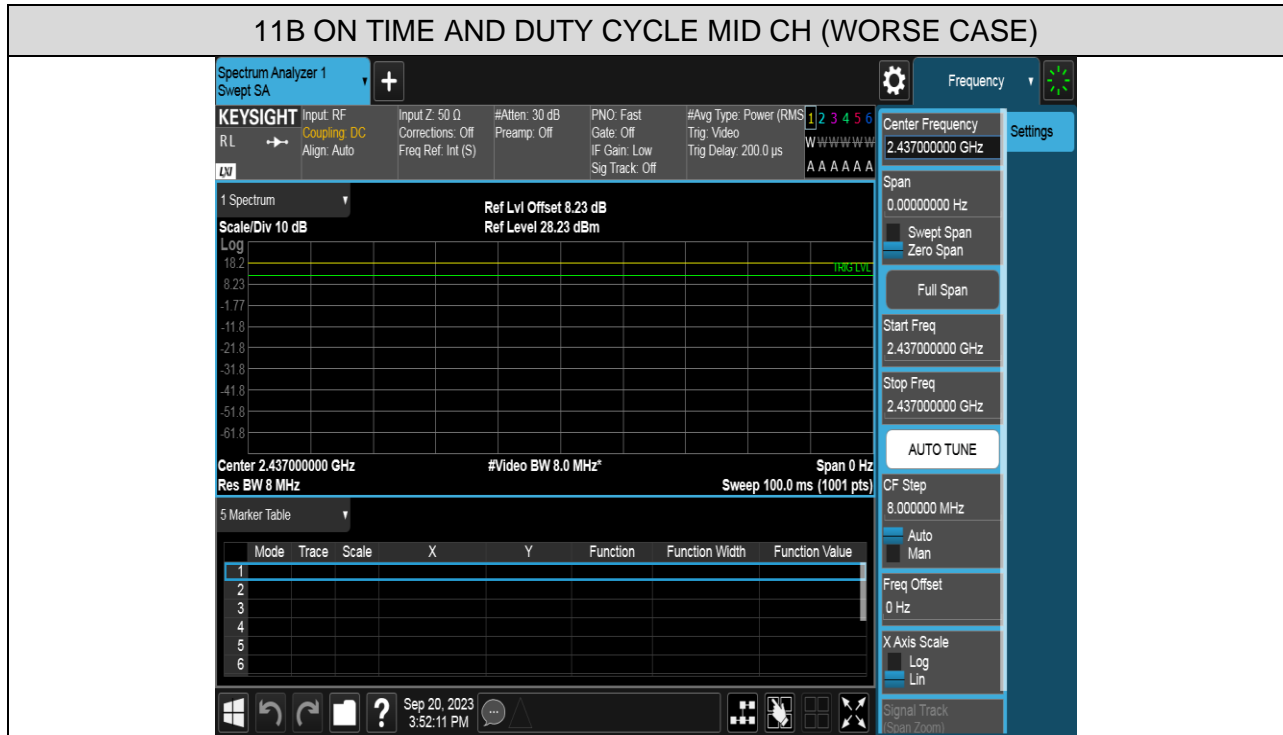 11B ON TIME AND DUTY CYCLE MID CH (WORSE CASE)
Spectrum Analyzer 1
Swept SA
Frequency
KEYSIGHT
RL
LXI
Input: RF
Coupling: DC
Align: Auto
Input Z: 50 Ω
Corrections: Off
Freq Ref: Int (S)
#Atten: 30 dB
Preamp: Off
PNO: Fast
Gate: Off
IF Gain: Low
Sig Track: Off
#Avg Type: Power (RMS
Trig: Video
Trig Delay: 200.0 µs
1 2 3 4 5 6
W W W W W W
A A A A A A
Center Frequency
2.437000000 GHz
Settings
Span
0.00000000 Hz
Swept Span
Zero Span
Full Span
Start Freq
2.437000000 GHz
Stop Freq
2.437000000 GHz
AUTO TUNE
CF Step
8.000000 MHz
Auto
Man
Freq Offset
0 Hz
X Axis Scale
Log
Lin
Signal Track
(Span Zoom)
1 Spectrum
Scale/Div 10 dB
Ref Lvl Offset 8.23 dB
Ref Level 28.23 dBm
Log
18.2
TRIG LVL
8.23
-1.77
-11.8
-21.8
-31.8
-41.8
-51.8
-61.8
Center 2.437000000 GHz
#Video BW 8.0 MHz*
Span 0 Hz
Res BW 8 MHz
Sweep 100.0 ms (1001 pts)
5 Marker Table
Mode Trace Scale X Y Function Function Width Function Value
1
2
3
4
5
6
?
Sep 20, 2023
3:52:11 PM